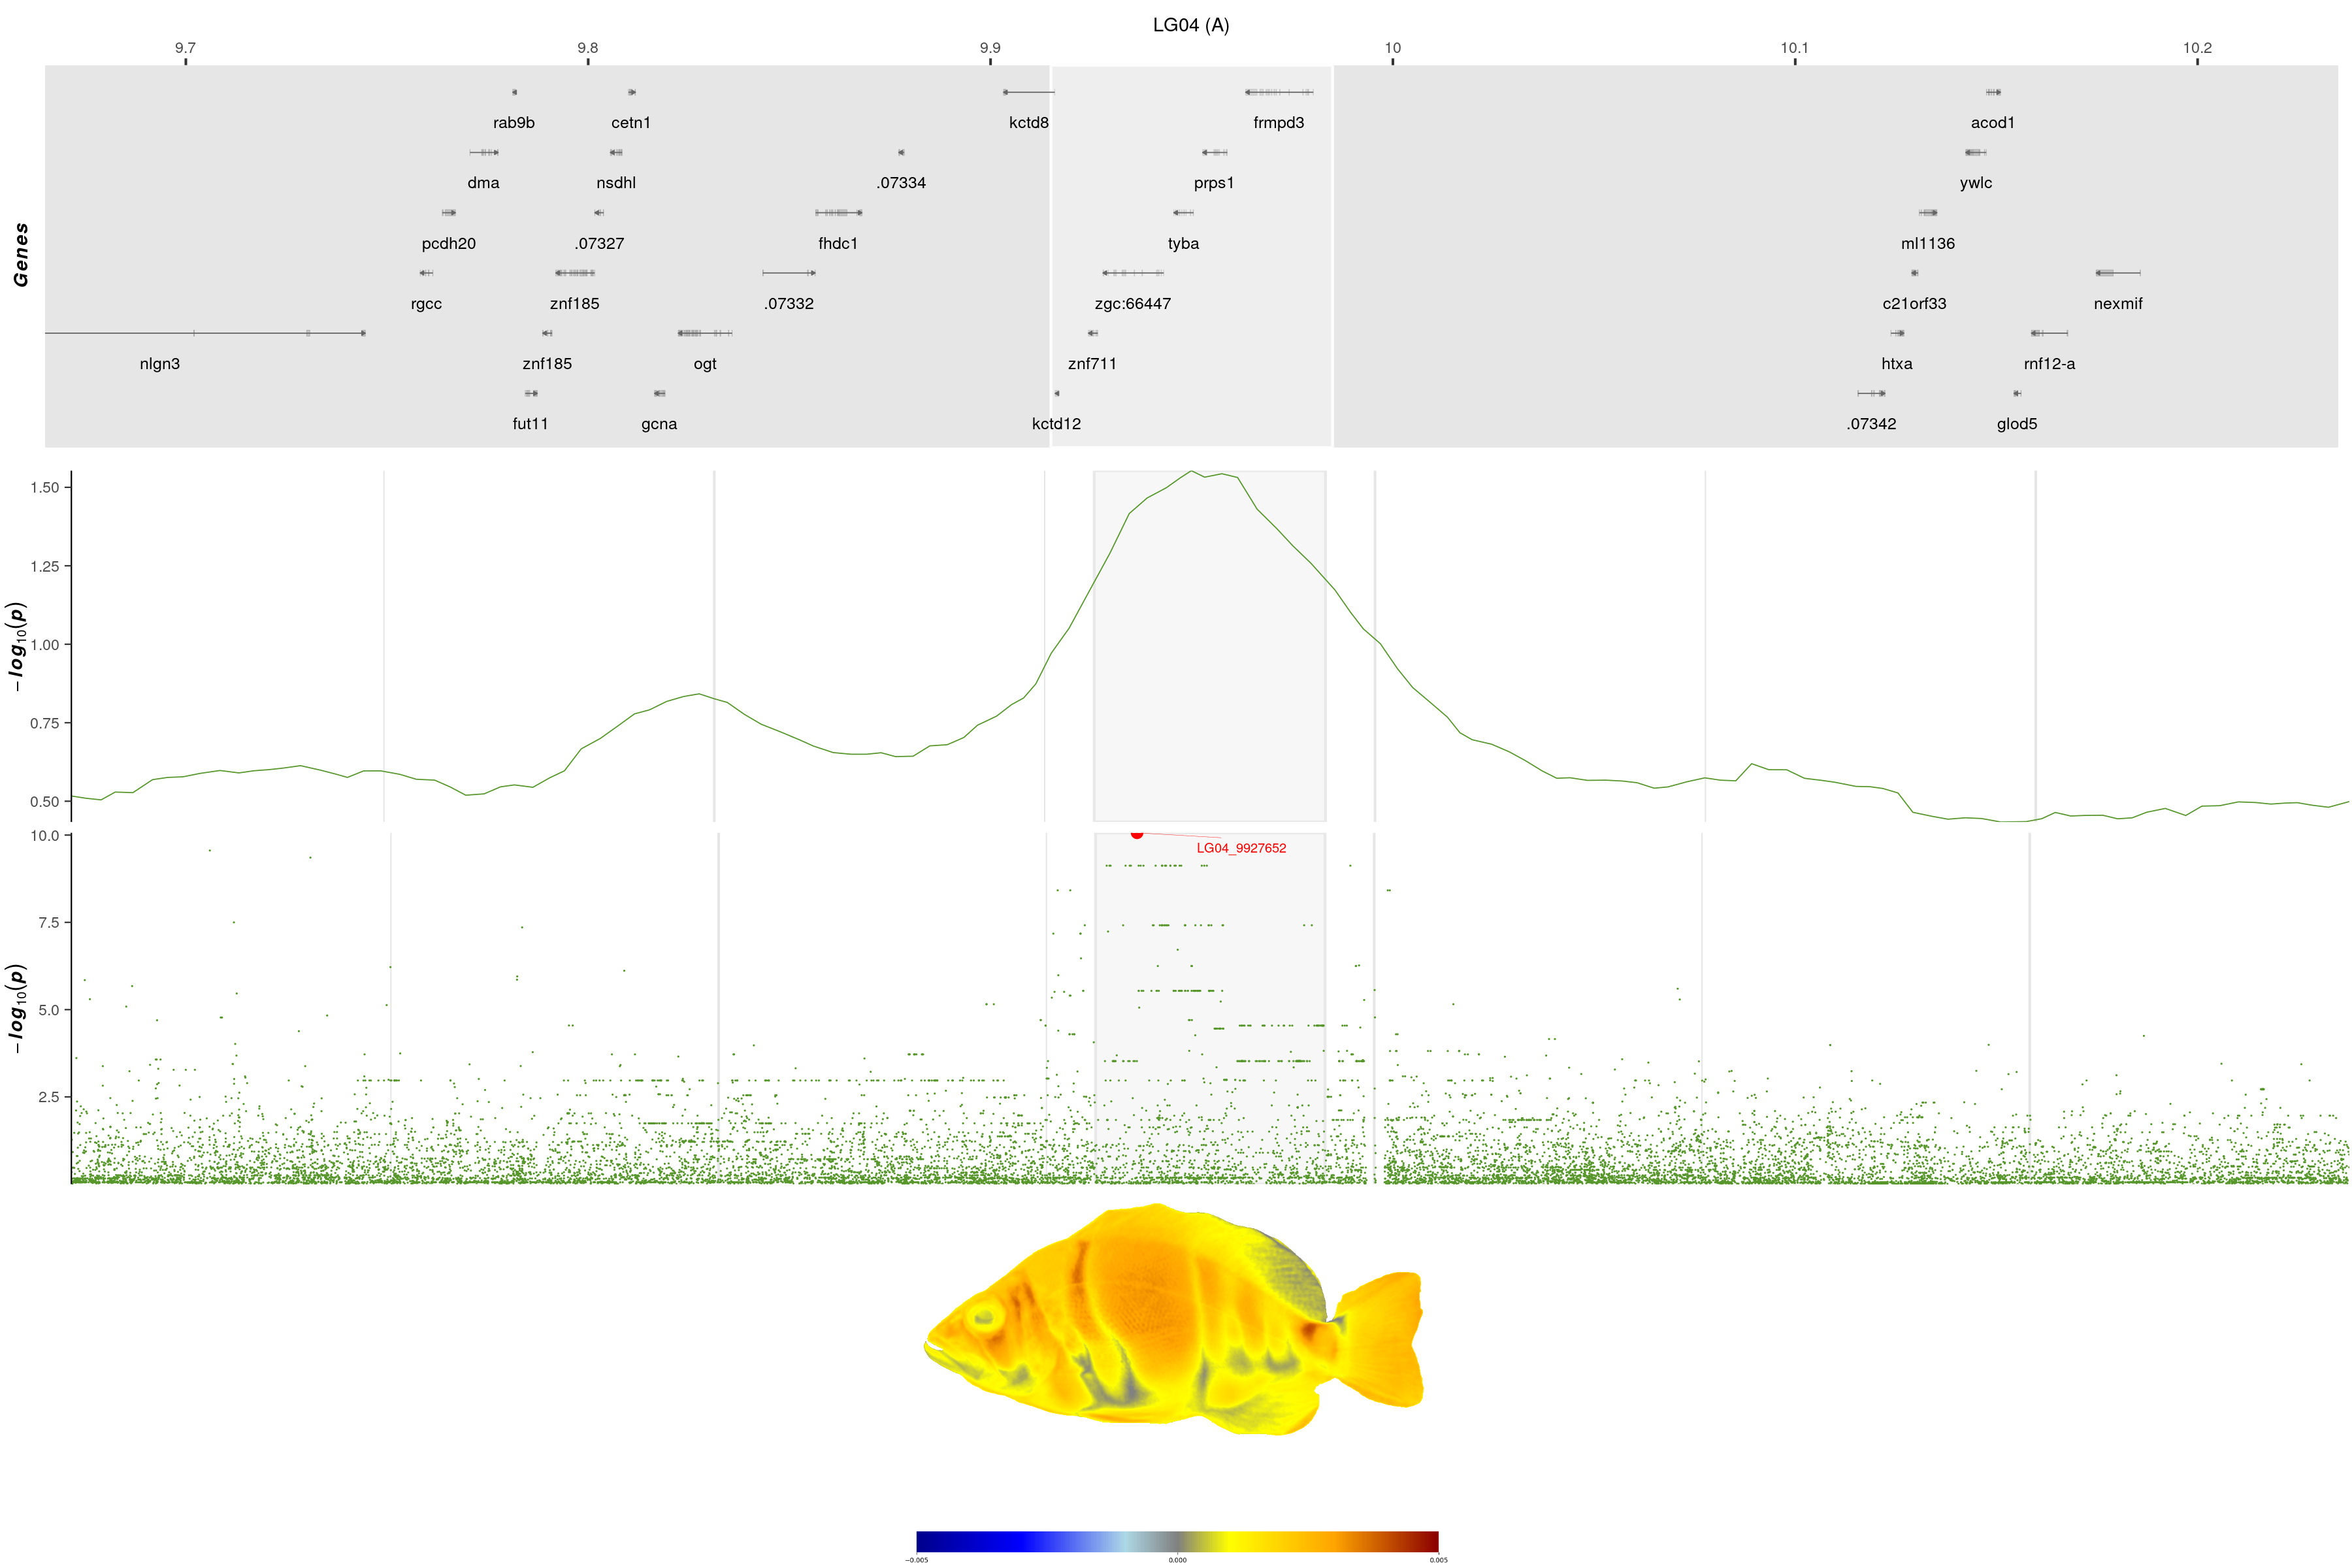 LG04 (A)
9.7 9.8 9.9 10 10.1 10.2
Genes
rab9b cetn1 kctd8 frmpd3 acod1
dma nsdhl .07334 prps1 ywlc
pcdh20 .07327 fhdc1 tyba ml1136
rgcc znf185 .07332 zgc:66447 c21orf33 nexmif
nlgn3 znf185 ogt znf711 htxa rnf12-a
fut11 gcna kctd12 .07342 glod5
−log10(p)
1.50
1.25
1.00
0.75
0.50
−log10(p)
10.0
7.5
5.0
2.5
LG04_9927652
−0.005 0.000 0.005